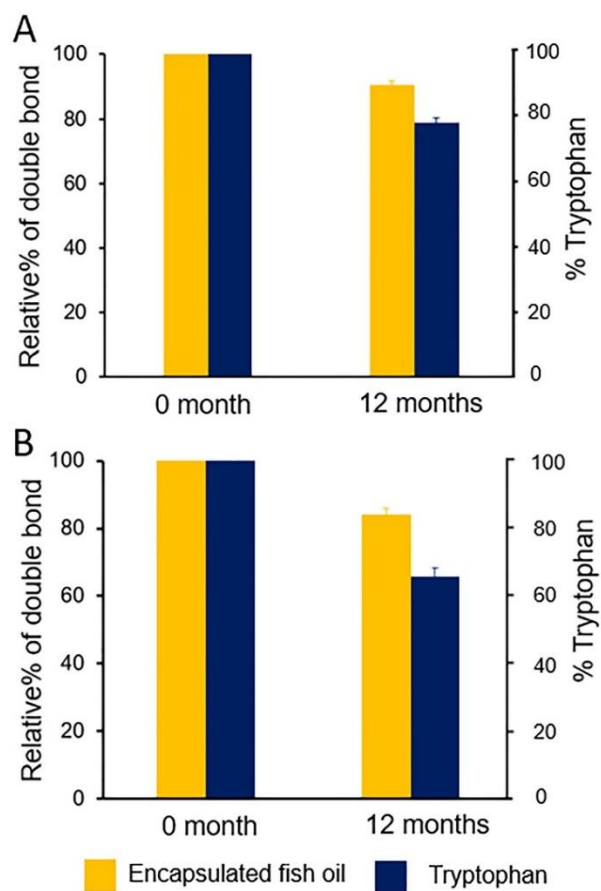 A
Relative% of double bond
100
80
60
40
20
0
0 month
12 months
100
80
60
40
20
0
% Tryptophan
B
Relative% of double bond
100
80
60
40
20
0
0 month
12 months
100
80
60
40
20
0
% Tryptophan
Encapsulated fish oil
Tryptophan